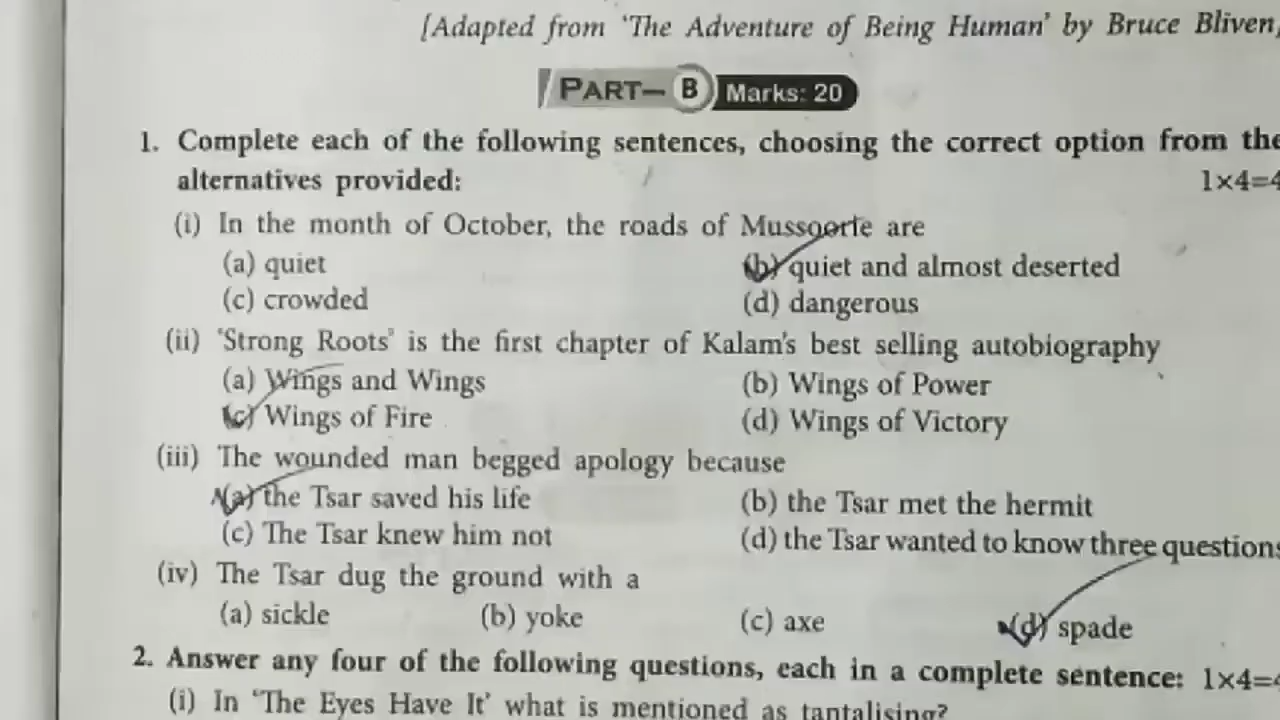 [Adapted from 'The Adventure of Being Human' by Bruce Bliven]
PART– B Marks: 20
1. Complete each of the following sentences, choosing the correct option from the
alternatives provided: 1×4=4
(i) In the month of October, the roads of Mussoorie are
(a) quiet (b) quiet and almost deserted
(c) crowded (d) dangerous
(ii) 'Strong Roots' is the first chapter of Kalam's best selling autobiography
(a) Wings and Wings (b) Wings of Power
(c) Wings of Fire (d) Wings of Victory
(iii) The wounded man begged apology because
(a) the Tsar saved his life (b) the Tsar met the hermit
(c) The Tsar knew him not (d) the Tsar wanted to know three questions
(iv) The Tsar dug the ground with a
(a) sickle (b) yoke (c) axe (d) spade
2. Answer any four of the following questions, each in a complete sentence: 1×4=4
(i) In 'The Eyes Have It' what is mentioned as tantalising?